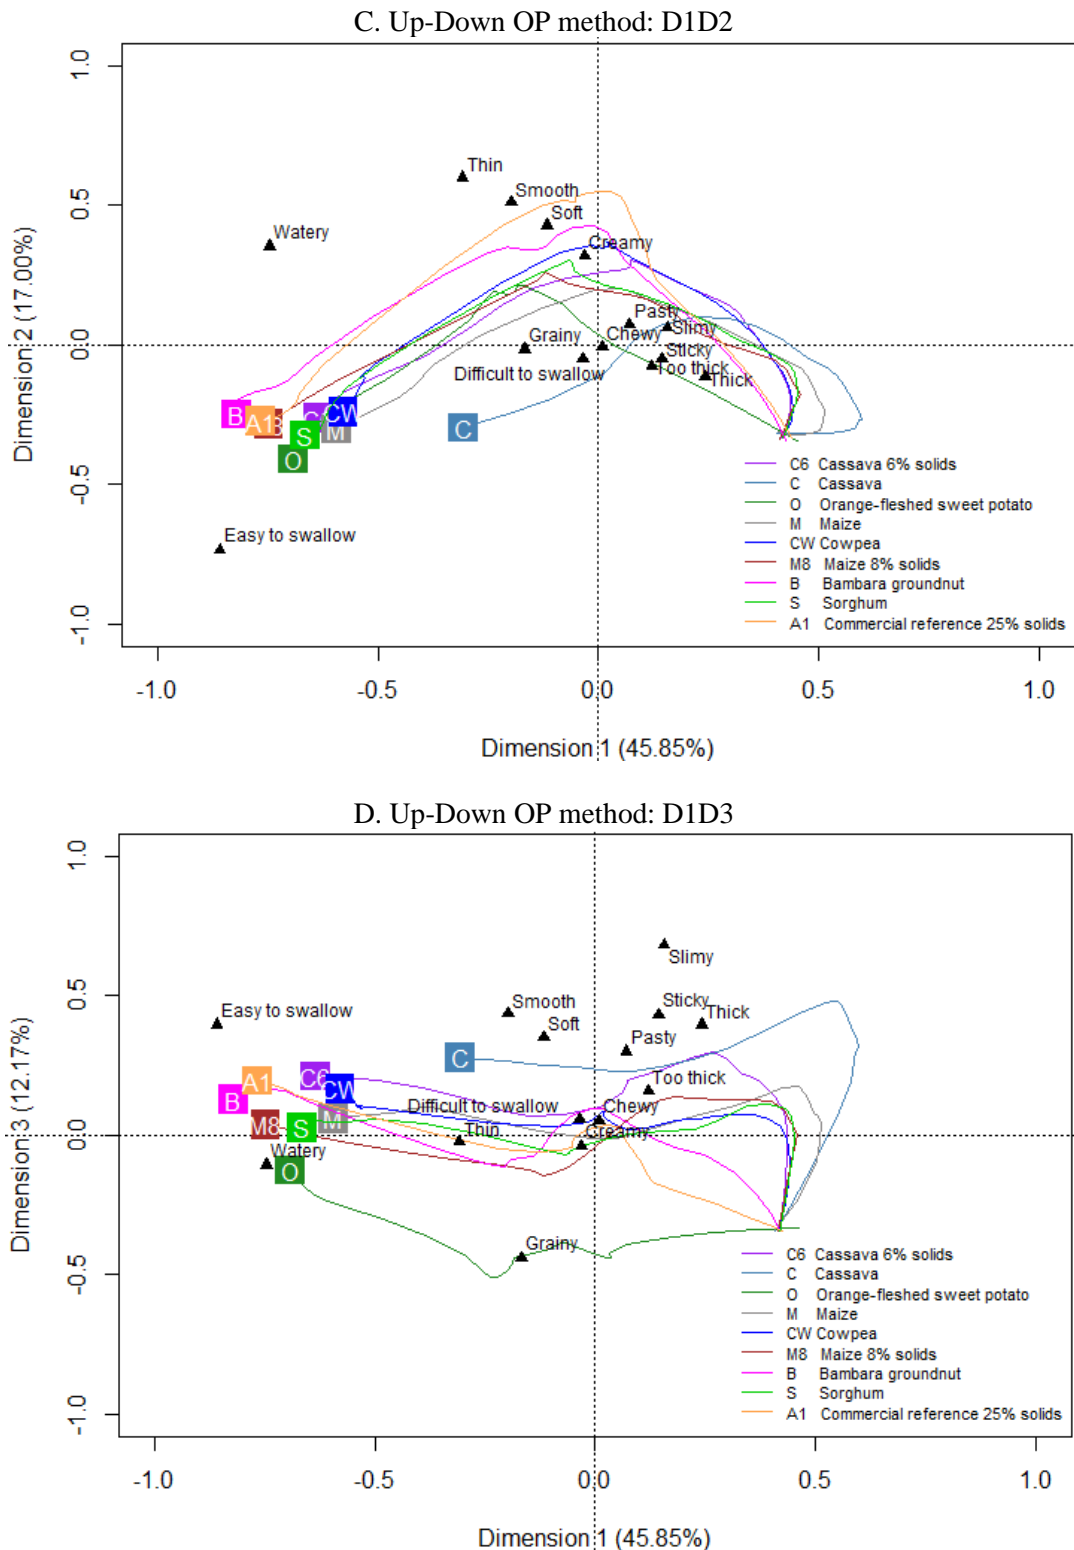 C. Up-Down OP method: D1D2
1.0
0.5
0.0
-0.5
-1.0
Dimension 2 (17.00%)
Thin
Smooth
Soft
Watery
Creamy
Pasty
Slimy
Grainy
Chewy
Sticky
Difficult to swallow
Too thick
Thick
B
A1
CW
S
M
C
O
Easy to swallow
C6 Cassava 6% solids
C Cassava
O Orange-fleshed sweet potato
M Maize
CW Cowpea
M8 Maize 8% solids
B Bambara groundnut
S Sorghum
A1 Commercial reference 25% solids
-1.0 -0.5 0.0 0.5 1.0
Dimension 1 (45.85%)
D. Up-Down OP method: D1D3
1.0
0.5
0.0
-0.5
-1.0
Dimension 3 (12.17%)
Slimy
Easy to swallow
Smooth
Sticky
Thick
Soft
Pasty
C
A1
C6
Too thick
B
CW
Difficult to swallow
Chewy
M8
S
M
Thin
Creamy
Watery
O
Grainy
C6 Cassava 6% solids
C Cassava
O Orange-fleshed sweet potato
M Maize
CW Cowpea
M8 Maize 8% solids
B Bambara groundnut
S Sorghum
A1 Commercial reference 25% solids
-1.0 -0.5 0.0 0.5 1.0
Dimension 1 (45.85%)